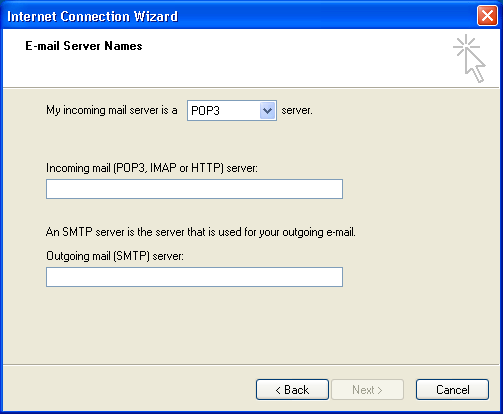 Internet Connection Wizard
E-mail Server Names
My incoming mail server is a POP3 server.
Incoming mail (POP3, IMAP or HTTP) server:
An SMTP server is the server that is used for your outgoing e-mail.
Outgoing mail (SMTP) server:
< Back Next > Cancel